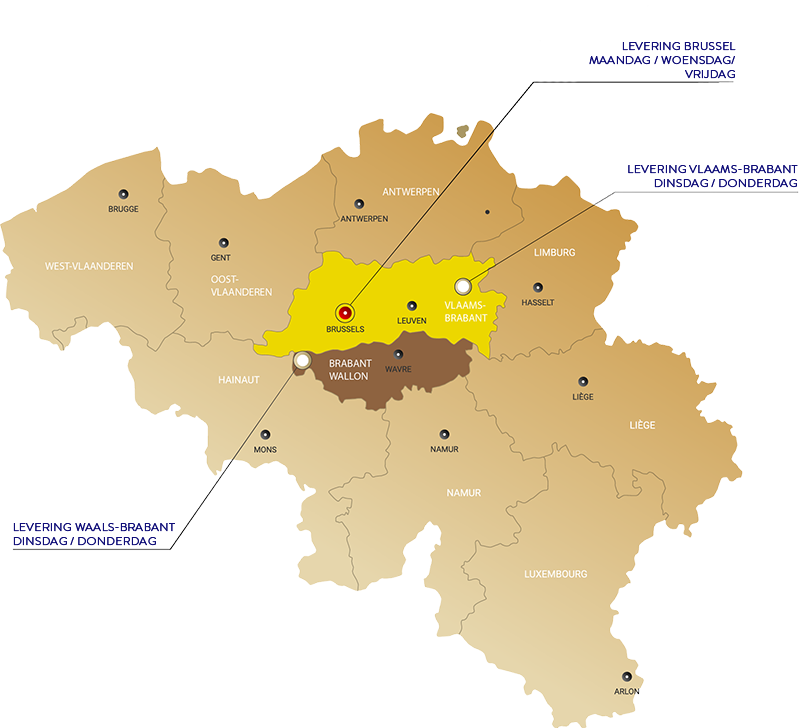 LEVERING BRUSSEL
MAANDAG / WOENSDAG/
VRIJDAG
LEVERING VLAAMS-BRABANT
DINSDAG / DONDERDAG
ANTWERPEN
BRUGGE
ANTWERPEN
GENT
LIMBURG
WEST-VLAANDEREN
OOST-
VLAANDEREN
HASSELT
VLAAMS-
BRABANT
LEUVEN
BRUSSELS
BRABANT
WALLON
WAVRE
HAINAUT
LIÈGE
LIÈGE
MONS
NAMUR
NAMUR
LEVERING WAALS-BRABANT
DINSDAG / DONDERDAG
LUXEMBOURG
ARLON